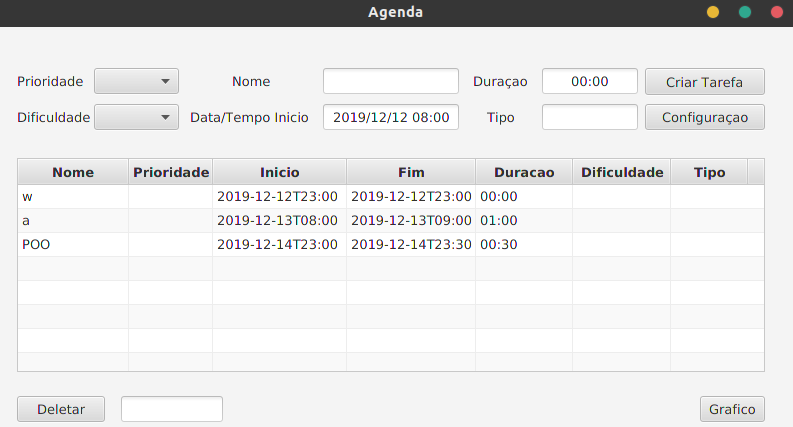 Agenda
Prioridade Nome Duraçao 00:00 Criar Tarefa
Dificuldade Data/Tempo Inicio 2019/12/12 08:00 Tipo Configuraçao
Nome Prioridade Inicio Fim Duracao Dificuldade Tipo
w 2019-12-12T23:00 2019-12-12T23:00 00:00
a 2019-12-13T08:00 2019-12-13T09:00 01:00
POO 2019-12-14T23:00 2019-12-14T23:30 00:30
Deletar Grafico